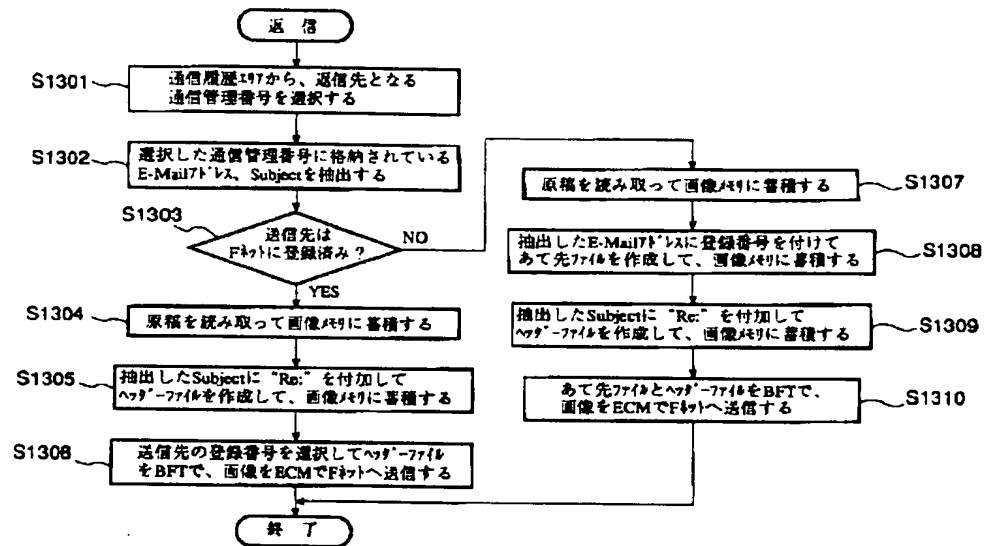 返 信
S1301
通信履歴エリアから、返信先となる
通信管理番号を選択する
S1302
選択した通信管理番号に格納されている
E-Mailアドレス、Subjectを抽出する
S1303
送信先は
Fネットに登録済み?
NO
YES
S1304
原稿を読み取って画像メモリに蓄積する
S1305
抽出したSubjectに “Re:” を付加して
ヘッダーファイルを作成して、画像メモリに蓄積する
S1306
送信先の登録番号を選択してヘッダーファイル
をBFTで、画像をECMでFネットへ送信する
終 了
原稿を読み取って画像メモリに蓄積する
S1307
抽出したE-Mailアドレスに登録番号を付けて
あて先ファイルを作成して、画像メモリに蓄積する
S1308
抽出したSubjectに “Re:” を付加して
ヘッダーファイルを作成して、画像メモリに蓄積する
S1309
あて先ファイルとヘッダーファイルをBFTで、
画像をECMでFネットへ送信する
S1310